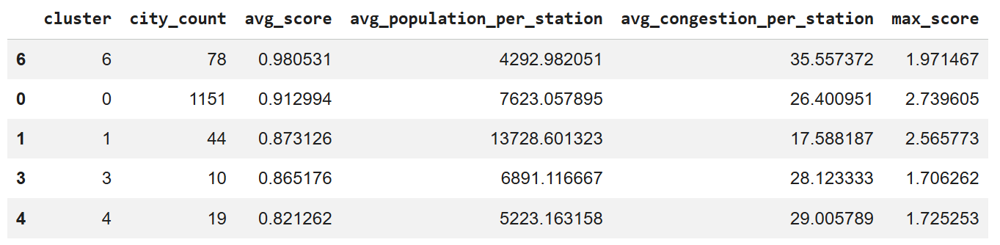 cluster city_count avg_score avg_population_per_station avg_congestion_per_station max_score
6 6 78 0.980531 4292.982051 35.557372 1.971467
0 0 1151 0.912994 7623.057895 26.400951 2.739605
1 1 44 0.873126 13728.601323 17.588187 2.565773
3 3 10 0.865176 6891.116667 28.123333 1.706262
4 4 19 0.821262 5223.163158 29.005789 1.725253